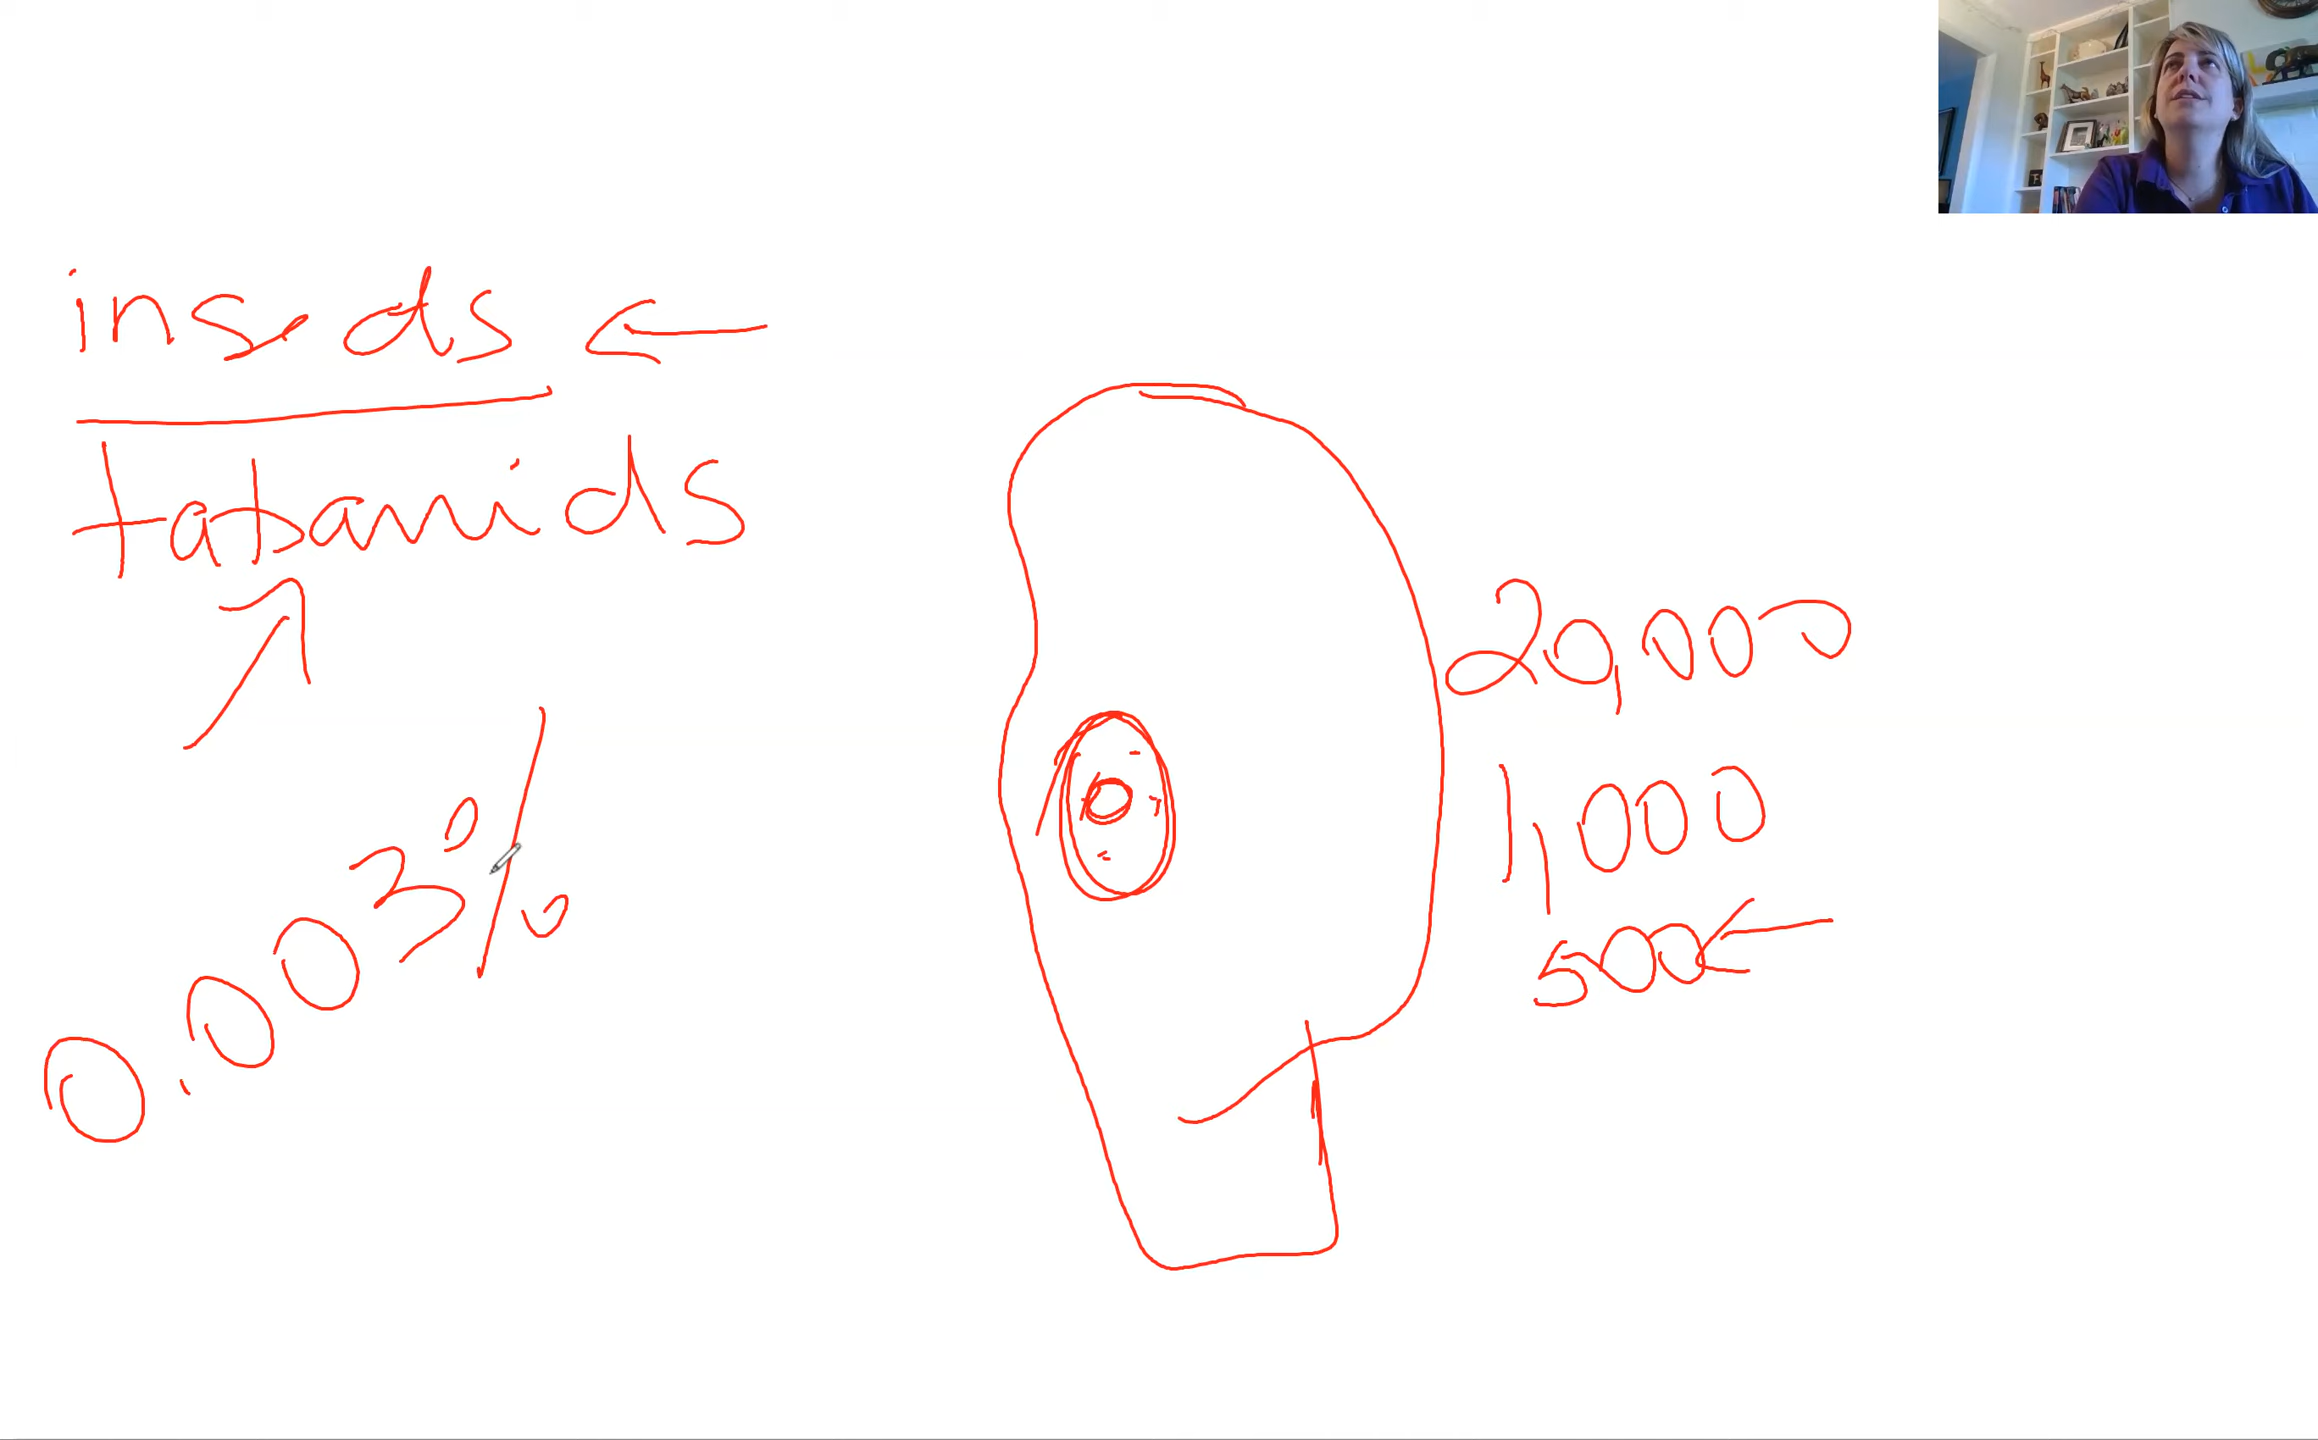 insects ←
tabanids
0.003%
20,000
1,000
500 ←